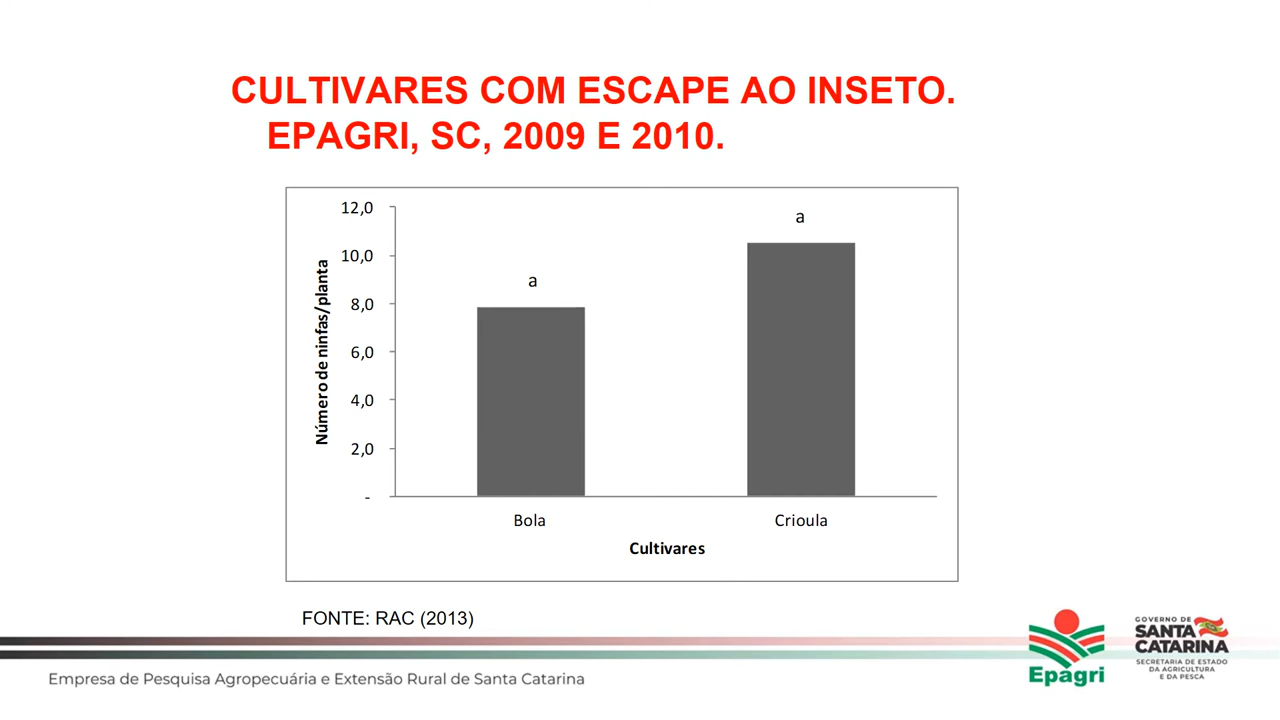 CULTIVARES COM ESCAPE AO INSETO.
EPAGRI, SC, 2009 E 2010.
12,0
10,0
8,0
6,0
4,0
2,0
-
Número de ninfas/planta
a
a
Bola
Crioula
Cultivares
FONTE: RAC (2013)
Empresa de Pesquisa Agropecuária e Extensão Rural de Santa Catarina
Epagri
GOVERNO DE
SANTA
CATARINA
SECRETARIA DE ESTADO
DA AGRICULTURA
E DA PESCA